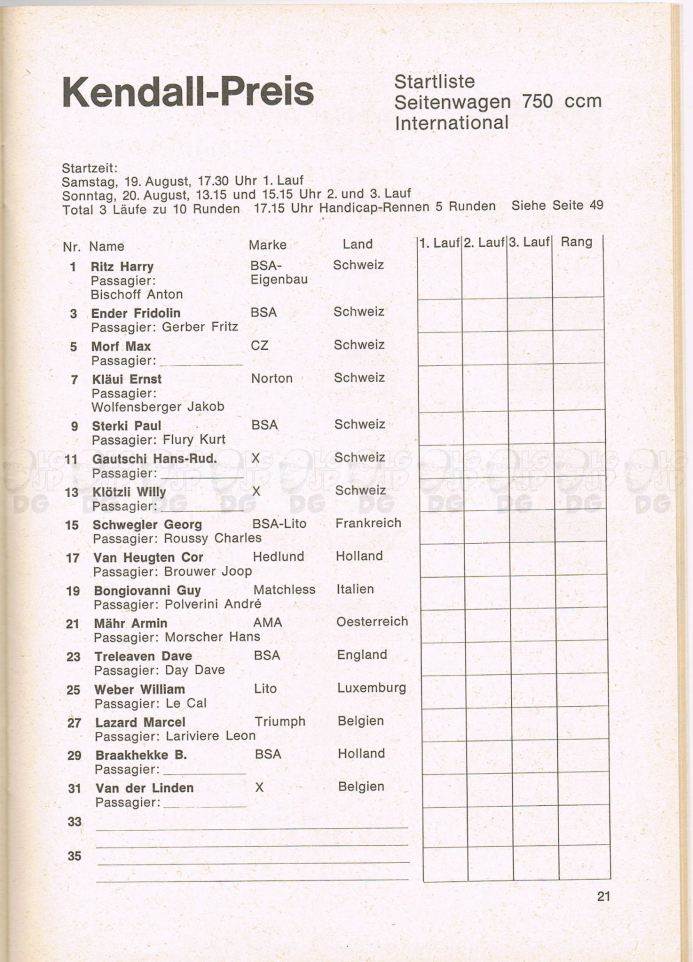 Kendall-Preis
Startliste
Seitenwagen 750 ccm
International
Startzeit:
Samstag, 19. August, 17.30 Uhr 1. Lauf
Sonntag, 20. August, 13.15 und 15.15 Uhr 2. und 3. Lauf
Total 3 Läufe zu 10 Runden 17.15 Uhr Handicap-Rennen 5 Runden Siehe Seite 49
Nr. Name Marke Land 1. Lauf 2. Lauf 3. Lauf Rang
1 Ritz Harry BSA- Schweiz
Passagier: Eigenbau
Bischoff Anton
3 Ender Fridolin BSA Schweiz
Passagier: Gerber Fritz
5 Morf Max CZ Schweiz
Passagier:
7 Kläui Ernst Norton Schweiz
Passagier:
Wolfensberger Jakob
9 Sterki Paul BSA Schweiz
Passagier: Flury Kurt
11 Gautschi Hans-Rud. X Schweiz
Passagier:
13 Klötzli Willy X Schweiz
Passagier:
15 Schwegler Georg BSA-Lito Frankreich
Passagier: Roussy Charles
17 Van Heugten Cor Hedlund Holland
Passagier: Brouwer Joop
19 Bongiovanni Guy Matchless Italien
Passagier: Polverini André
21 Mähr Armin AMA Oesterreich
Passagier: Morscher Hans
23 Treleaven Dave BSA England
Passagier: Day Dave
25 Weber William Lito Luxemburg
Passagier: Le Cal
27 Lazard Marcel Triumph Belgien
Passagier: Lariviere Leon
29 Braakhekke B. BSA Holland
Passagier:
31 Van der Linden X Belgien
Passagier:
33
35
21